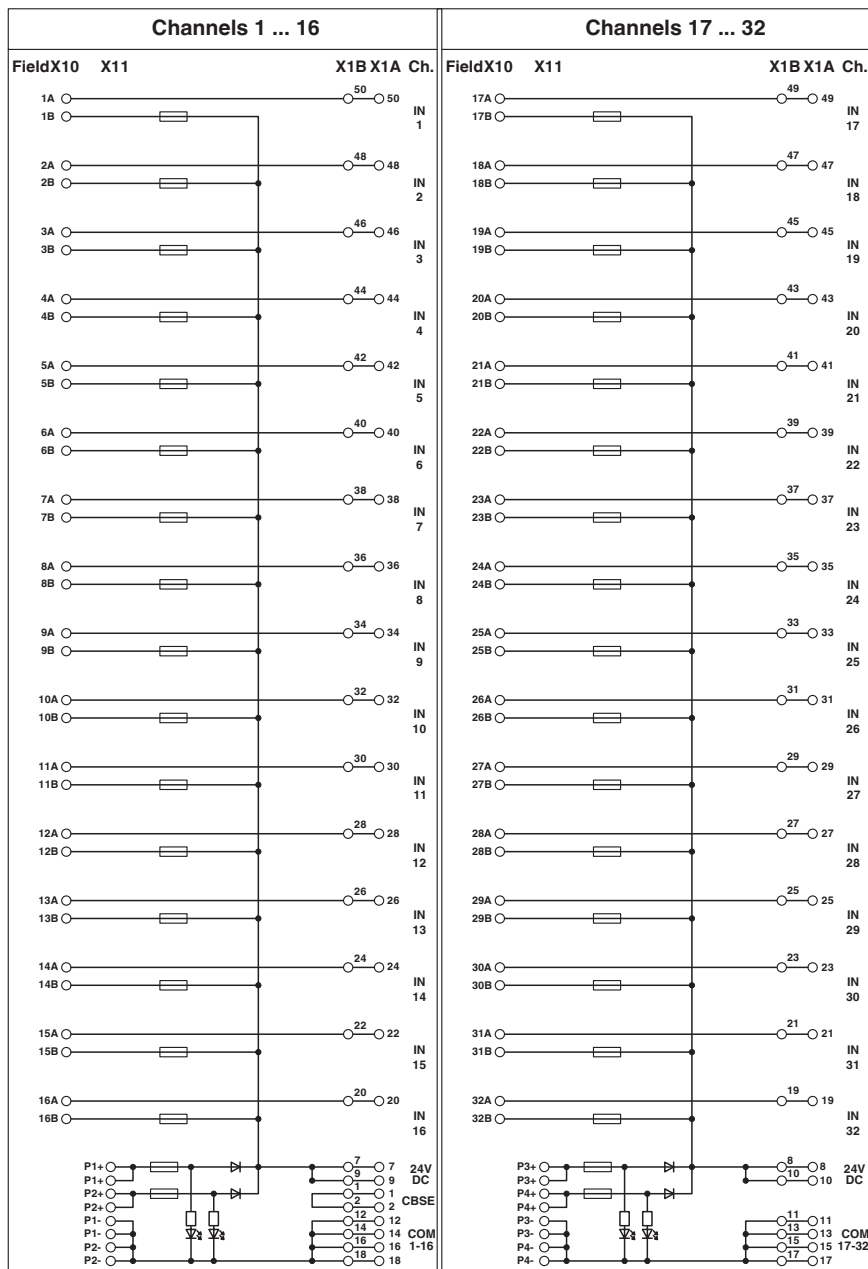 Channels 1 ... 16
FieldX10 X11 X1B X1A Ch.
1A 50 50
1B IN 1
2A 48 48
2B IN 2
3A 46 46
3B IN 3
4A 44 44
4B IN 4
5A 42 42
5B IN 5
6A 40 40
6B IN 6
7A 38 38
7B IN 7
8A 36 36
8B IN 8
9A 34 34
9B IN 9
10A 32 32
10B IN 10
11A 30 30
11B IN 11
12A 28 28
12B IN 12
13A 26 26
13B IN 13
14A 24 24
14B IN 14
15A 22 22
15B IN 15
16A 20 20
16B IN 16
P1+ 7 7 24V
P1+ 9 9 DC
P2+ 1 1 CBSE
P2+ 2 2
P1- 12 12
P1- 14 14 COM
P2- 16 16 1-16
P2- 18 18
Channels 17 ... 32
FieldX10 X11 X1B X1A Ch.
17A 49 49
17B IN 17
18A 47 47
18B IN 18
19A 45 45
19B IN 19
20A 43 43
20B IN 20
21A 41 41
21B IN 21
22A 39 39
22B IN 22
23A 37 37
23B IN 23
24A 35 35
24B IN 24
25A 33 33
25B IN 25
26A 31 31
26B IN 26
27A 29 29
27B IN 27
28A 27 27
28B IN 28
29A 25 25
29B IN 29
30A 23 23
30B IN 30
31A 21 21
31B IN 31
32A 19 19
32B IN 32
P3+ 8 8 24V
P3+ 10 10 DC
P4+
P4+
P3- 11 11
P3- 13 13 COM
P4- 15 15 17-32
P4- 17 17